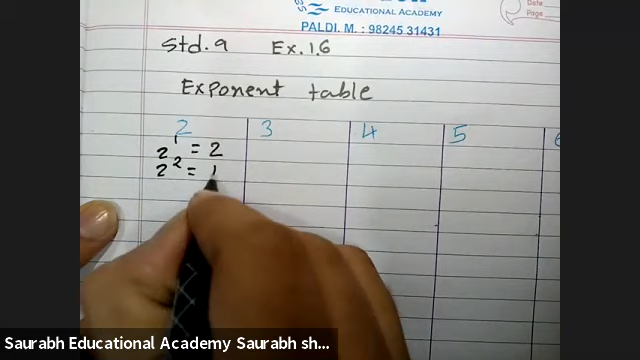 Date
Page
Educational Academy
PALDI. M: 98245 31431
Std. 9 Ex. 1.6
Exponent table
2 3 4 5 6
2¹ = 2
2² =
Saurabh Educational Academy Saurabh sh...